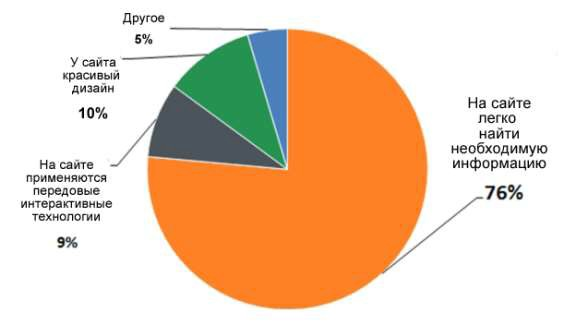 Другое
5%
У сайта
красивый
дизайн
10%
На сайте
применяются
передовые
интерактивные
технологии
9%
На сайте
легко
найти
необходимую
информацию
76%